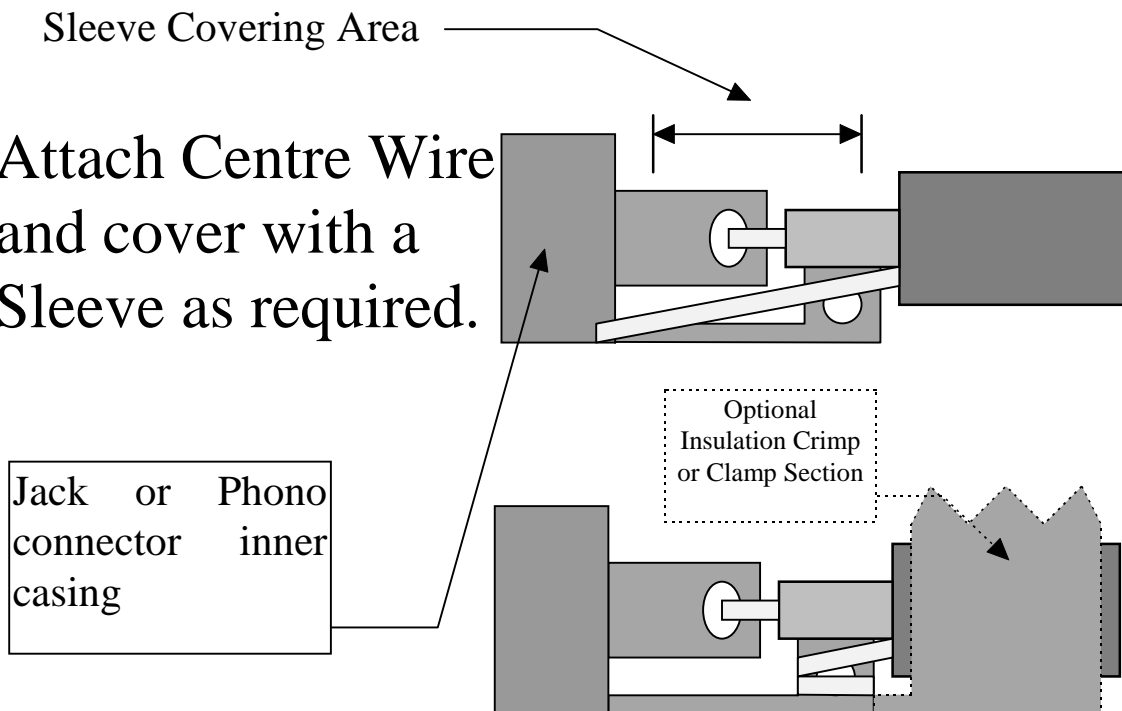 Sleeve Covering Area
Attach Centre Wire
and cover with a
Sleeve as required.
Optional
Insulation Crimp
or Clamp Section
Jack or Phono
connector inner
casing